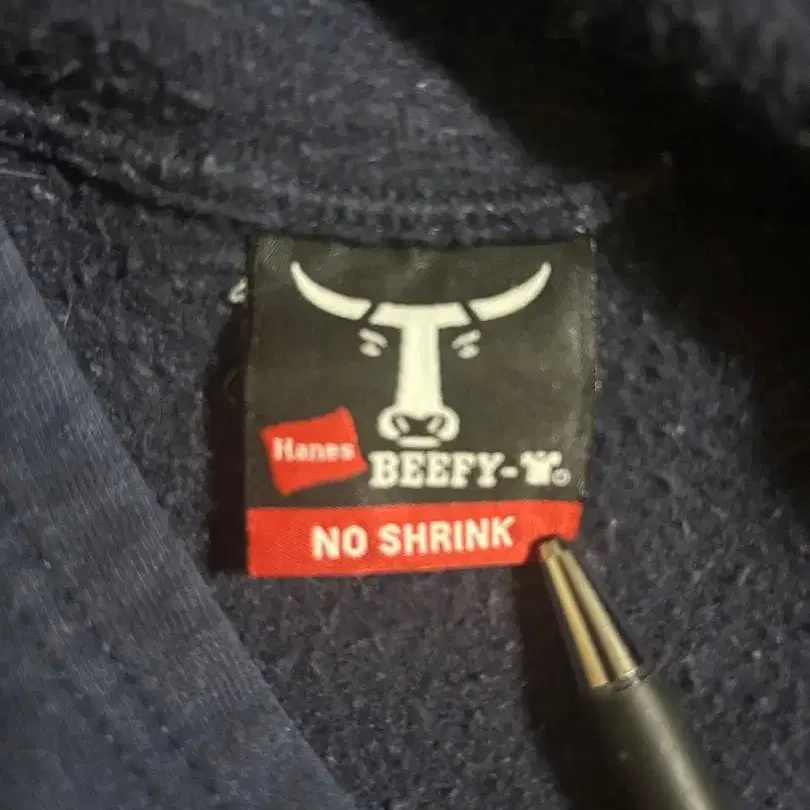 Hanes
BEEFY-
NO SHRINK